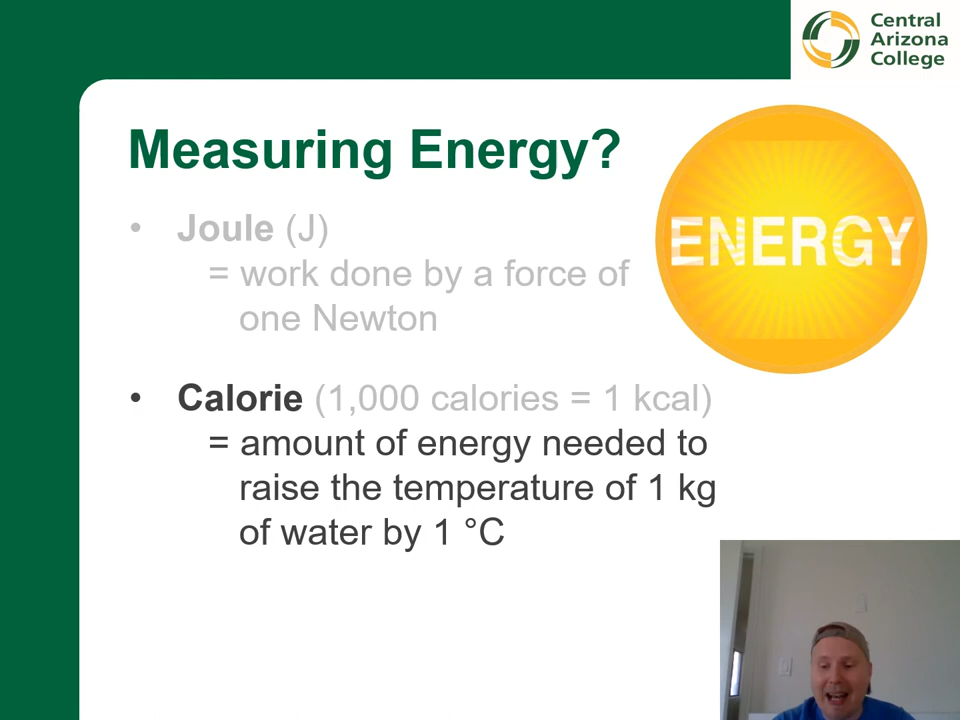 Central
Arizona
College
Measuring Energy?
ENERGY
• Joule (J)
= work done by a force of
one Newton
• Calorie (1,000 calories = 1 kcal)
= amount of energy needed to
raise the temperature of 1 kg
of water by 1 °C